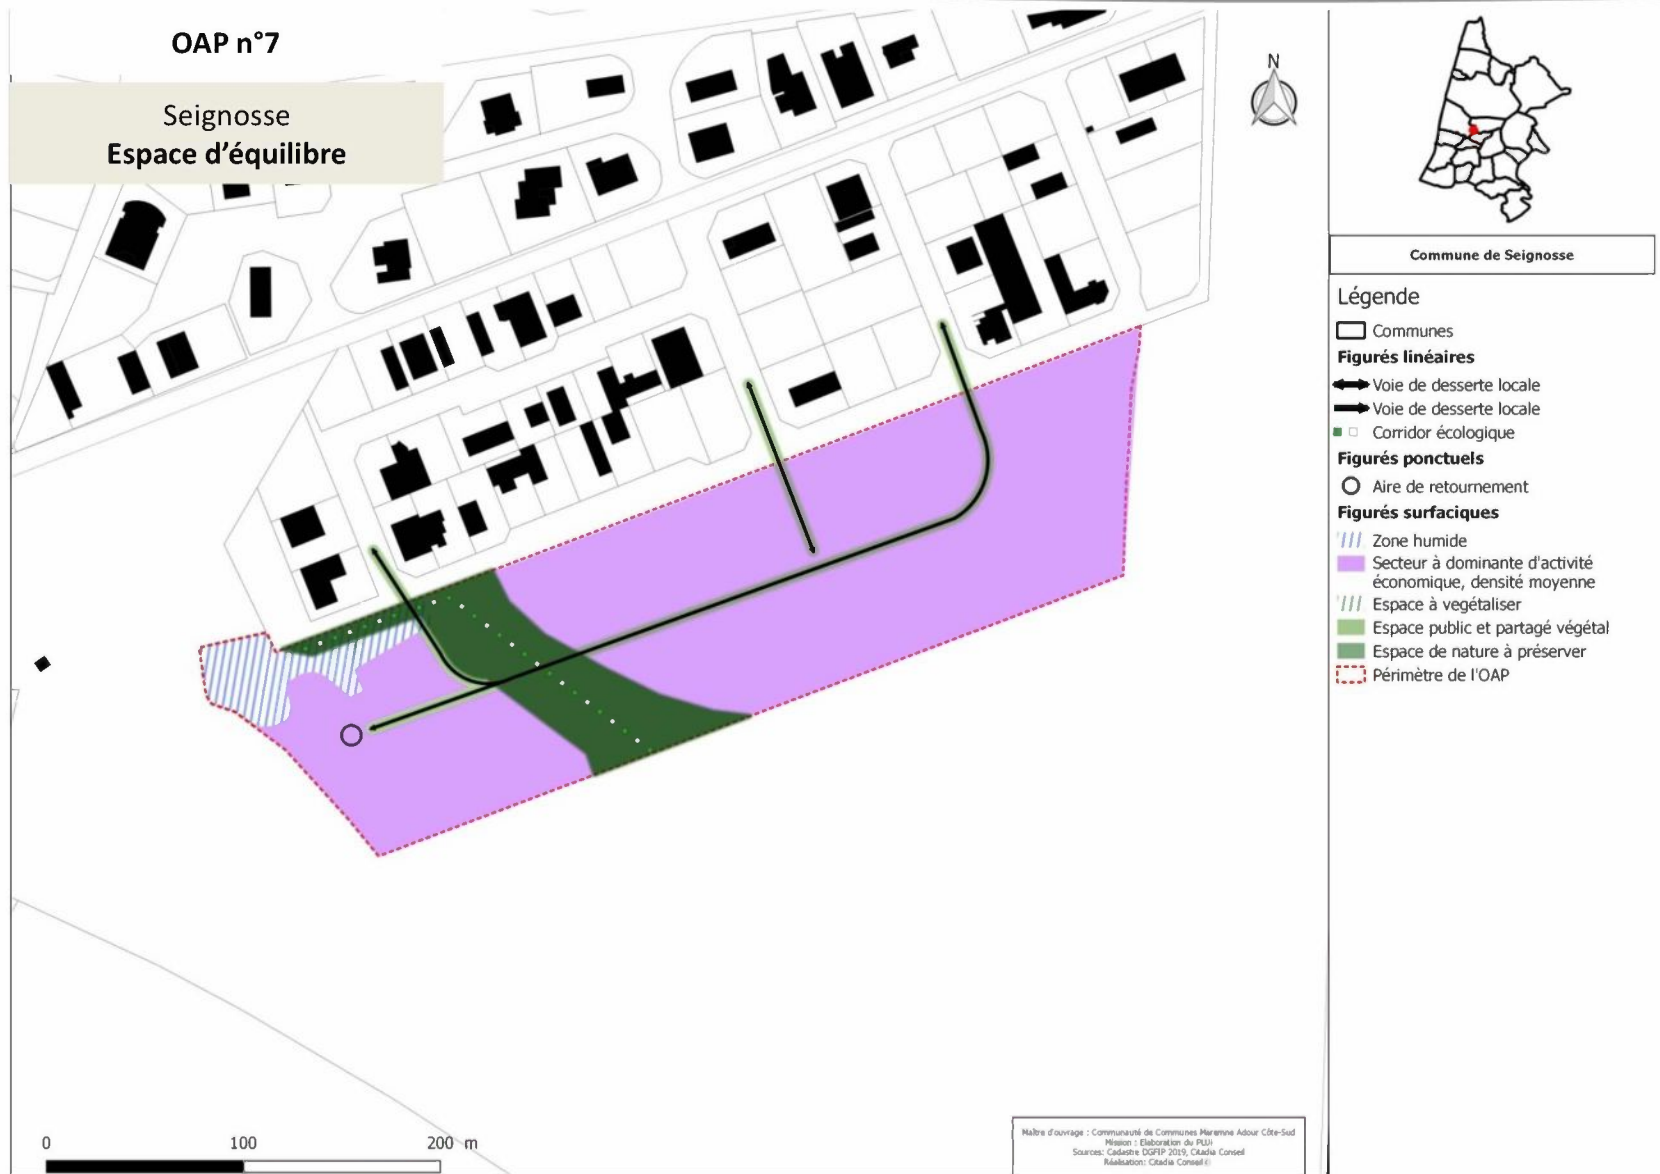 OAP n°7
Seignosse
Espace d'équilibre
N
Commune de Seignosse
Légende
Communes
Figurés linéaires
Voie de desserte locale
Voie de desserte locale
Corridor écologique
Figurés ponctuels
Aire de retournement
Figurés surfaciques
Zone humide
Secteur à dominante d'activité
économique, densité moyenne
Espace à vegétaliser
Espace public et partagé végétal
Espace de nature à préserver
Périmètre de l'OAP
0 100 200 m
Maître d'ouvrage : Communauté de Communes Maremne Adour Côte-Sud
Mission : Elaboration du PLUi
Sources: Cadastre DGFIP 2019, Citadia Conseil
Réalisation: Citadia Conseil ©